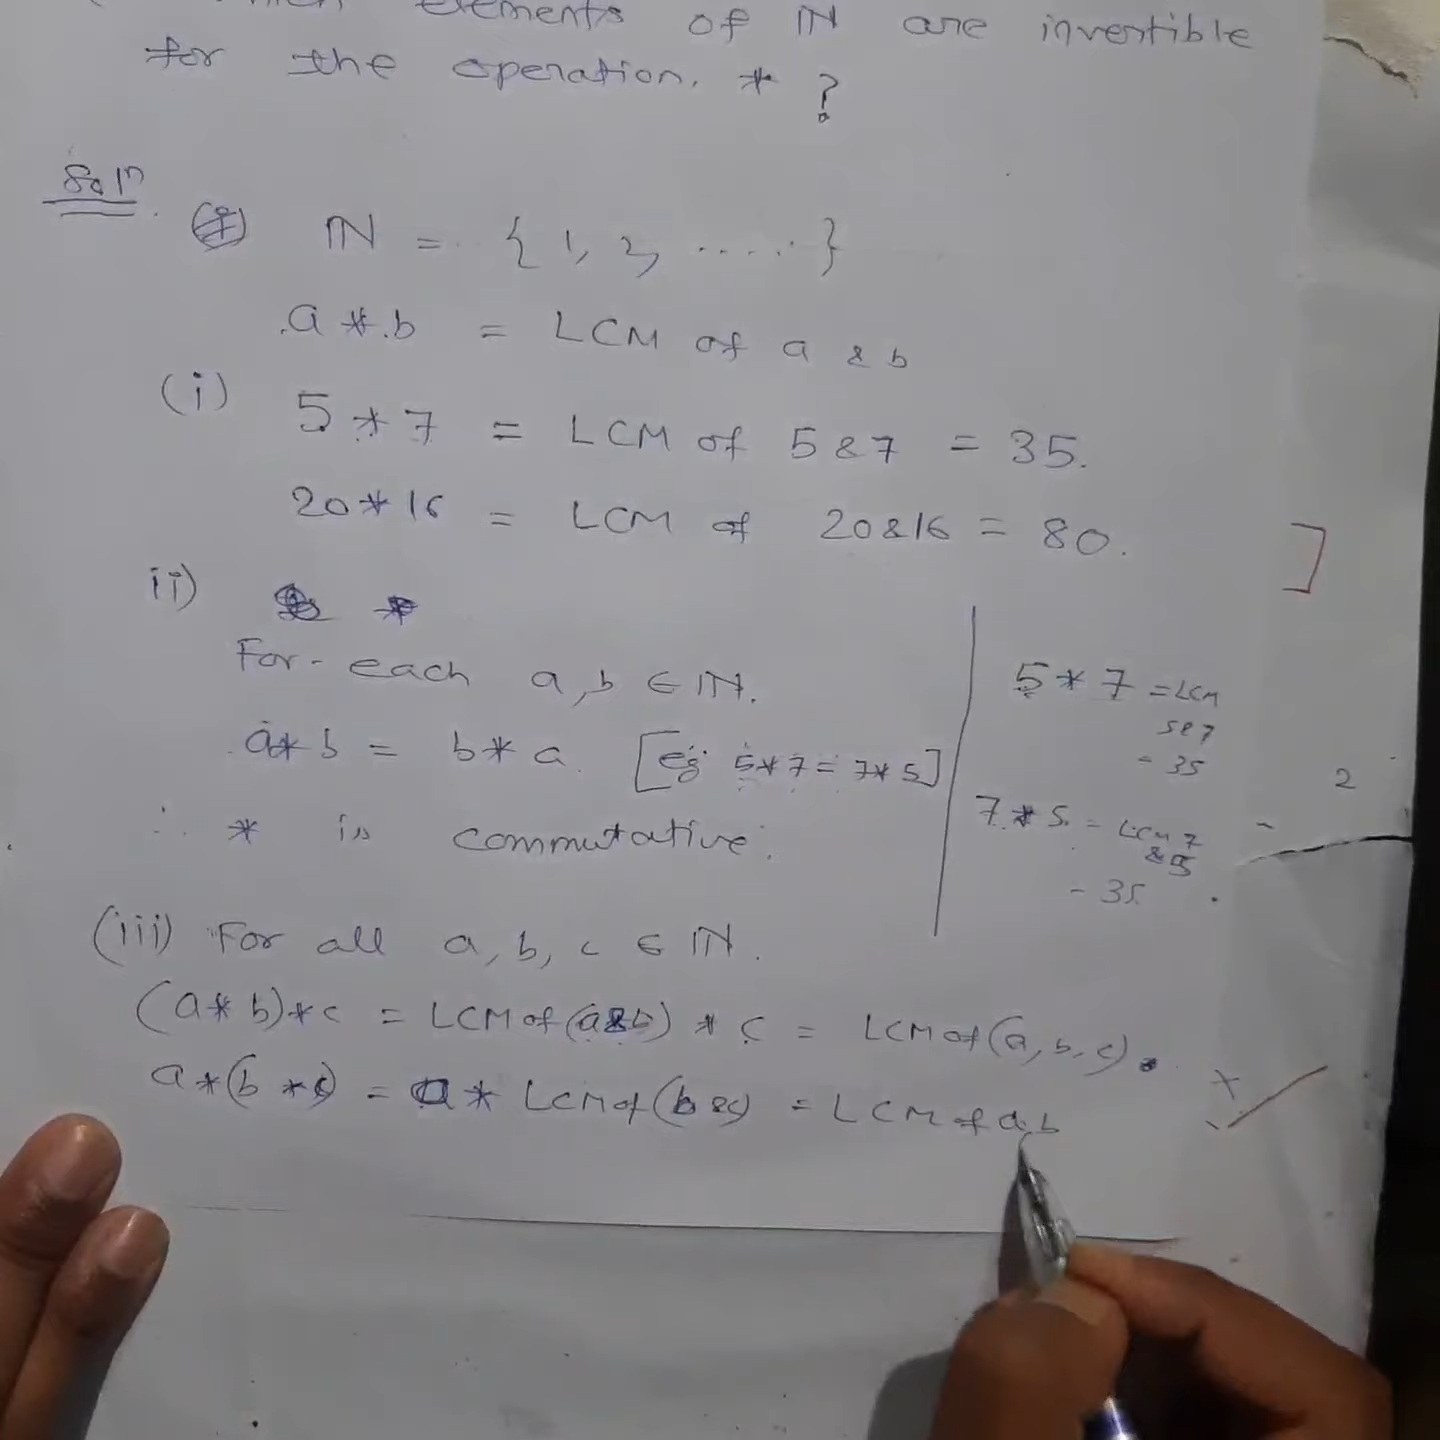 elements of IN are invertible
for the operation. * ?
Soln.
IN = { 1, 2, ..... }
a * b = LCM of a & b
(i) 5 * 7 = LCM of 5 & 7 = 35.
20 * 16 = LCM of 20 & 16 = 80.
ii)
For each a, b ∈ IN.
a * b = b * a. [eg: 5 * 7 = 7 * 5]
∴ * is commutative.
5 * 7 = LCM
5 & 7
- 35
7 * 5. = LCM 7
& 5
- 35.
2
(iii) For all a, b, c ∈ IN.
(a * b) * c = LCM of (a & b) * c = LCM of (a, b, c).
a * (b * c) = a * LCM of (b & c) = LCM of a, b